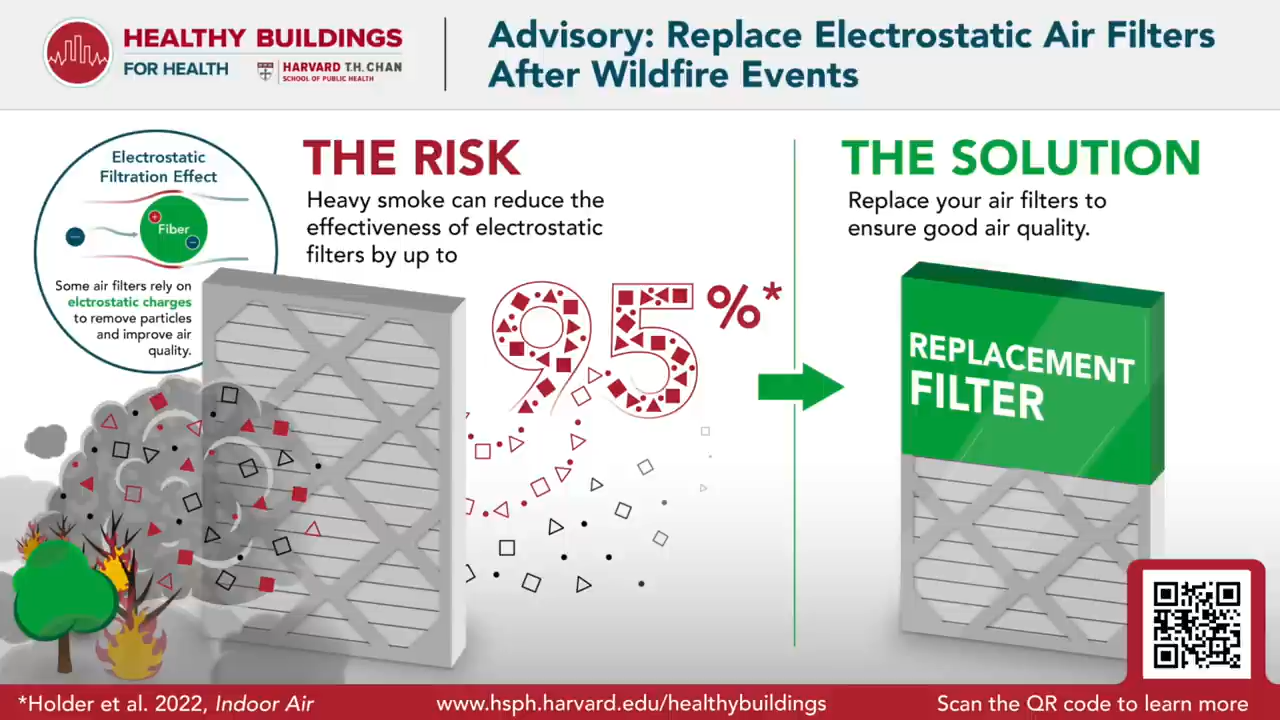 HEALTHY BUILDINGS
FOR HEALTH
HARVARD T.H. CHAN
SCHOOL OF PUBLIC HEALTH
Advisory: Replace Electrostatic Air Filters
After Wildfire Events
Electrostatic
Filtration Effect
+
Fiber
−
−
Some air filters rely on
elctrostatic charges
to remove particles
and improve air
quality.
THE RISK
Heavy smoke can reduce the
effectiveness of electrostatic
filters by up to
95%*
THE SOLUTION
Replace your air filters to
ensure good air quality.
REPLACEMENT
FILTER
*Holder et al. 2022, Indoor Air
www.hsph.harvard.edu/healthybuildings
Scan the QR code to learn more